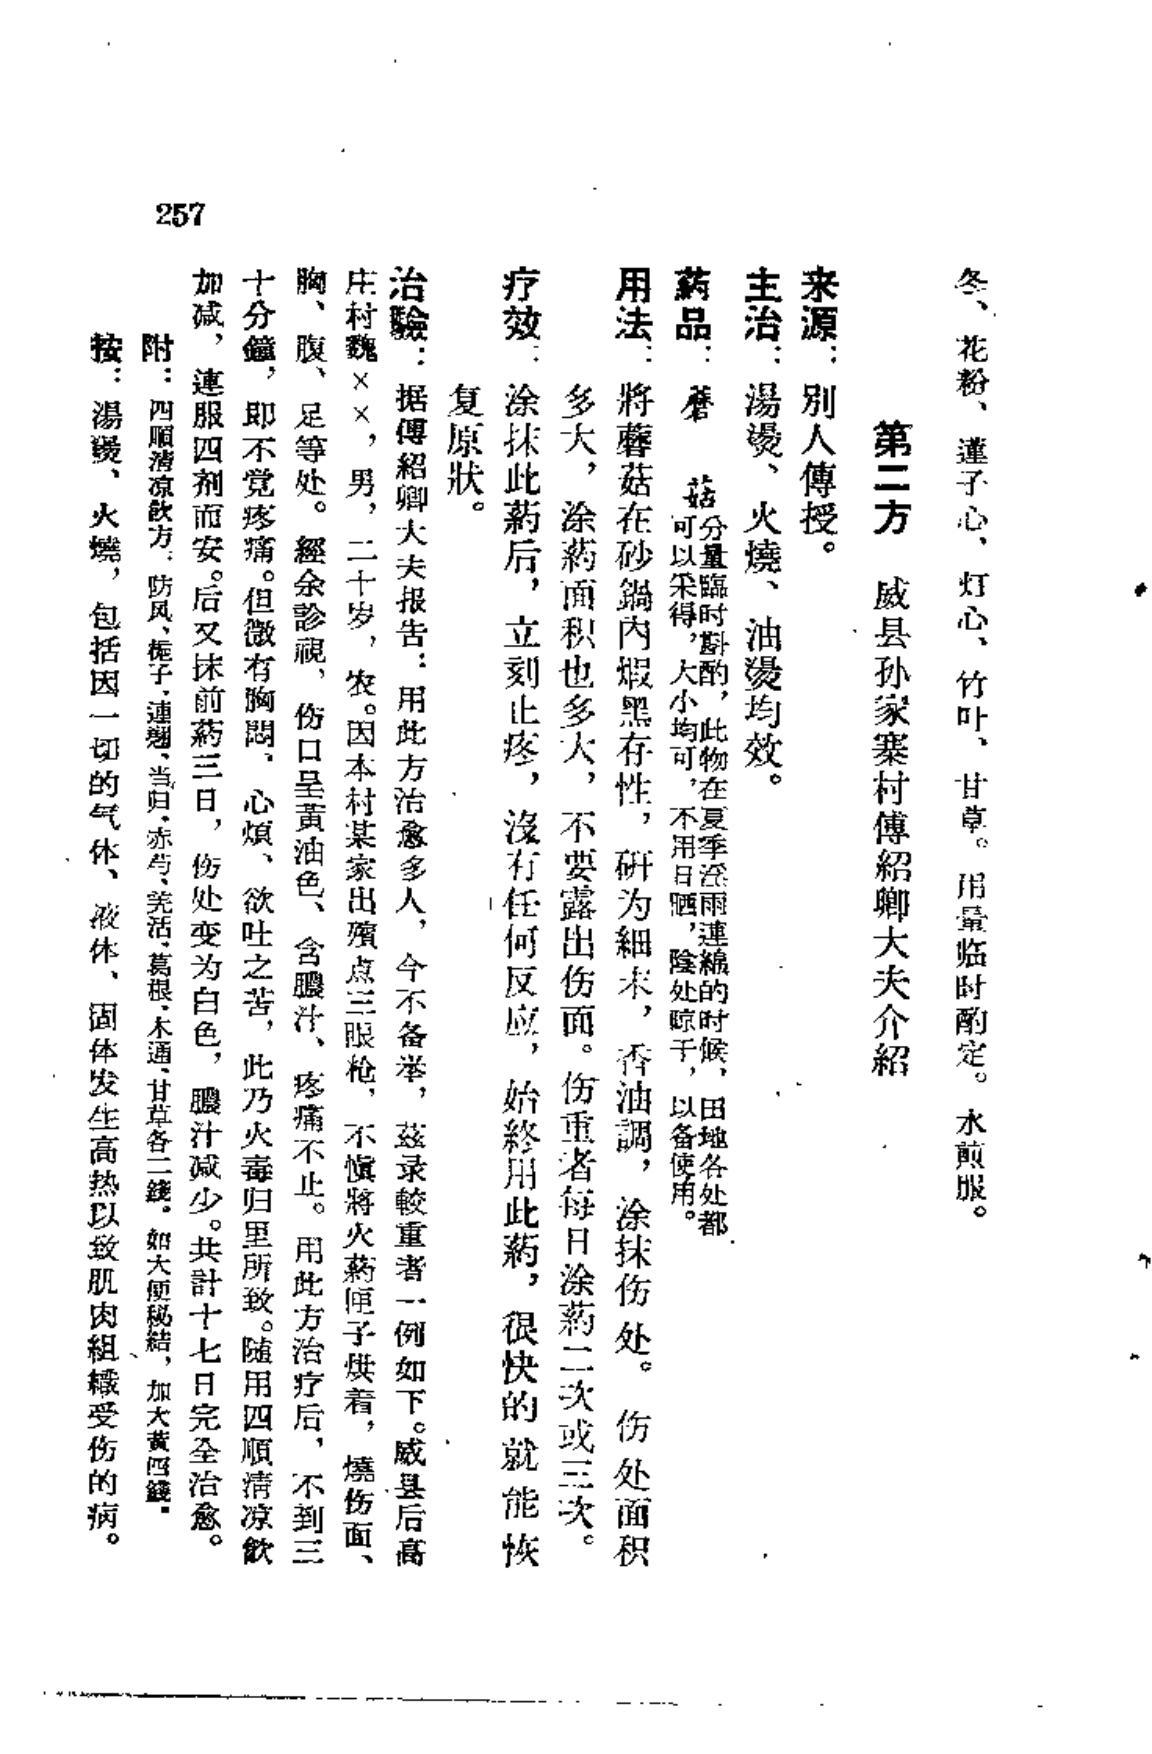 冬、花粉、蓮子心、灯心、竹叶、甘草。用量临时酌定。水煎服。
第二方　威县孙家寨村傅紹卿大夫介紹
来源：别人傳授。
主治：湯燙、火燒、油燙均效。
葯品：蘑　菇分量臨时斟酌，此物在夏季淫雨連綿的时候，田地各处都
可以采得，大小均可，不用日晒，陰处晾干，以备使用。
用法：將蘑菇在砂鍋內煅黑存性，研为細末，香油調，涂抹伤处。伤处面积
多大，涂葯面积也多大，不要露出伤面。伤重者每日涂葯二次或三次。
疗效：涂抹此葯后，立刻止疼，沒有任何反应，始終用此葯，很快的就能恢
复原狀。
治驗：据傅紹卿大夫报告：用此方治愈多人，今不备举，茲录較重者一例如下。威县后高
庄村魏××，男，二十岁，农。因本村某家出殯点三眼枪，不愼將火葯匣子烘着，燒伤面、
胸、腹、足等处。經余診視，伤口呈黃油色、含膿汁、疼痛不止。用此方治疗后，不到三
十分鐘，即不觉疼痛。但微有胸悶、心煩、欲吐之苦，此乃火毒归里所致。随用四順清凉飲
加减，連服四剂而安。后又抹前葯三日，伤处变为白色，膿汁减少。共計十七日完全治愈。
附：四順清凉飲方：防风、梔子、連翹、当归、赤芍、羌活、葛根、木通、甘草各二錢。如大便秘結，加大黃四錢。
按：湯燙、火燒，包括因一切的气体、液体、固体发生高热以致肌肉組織受伤的病。
257